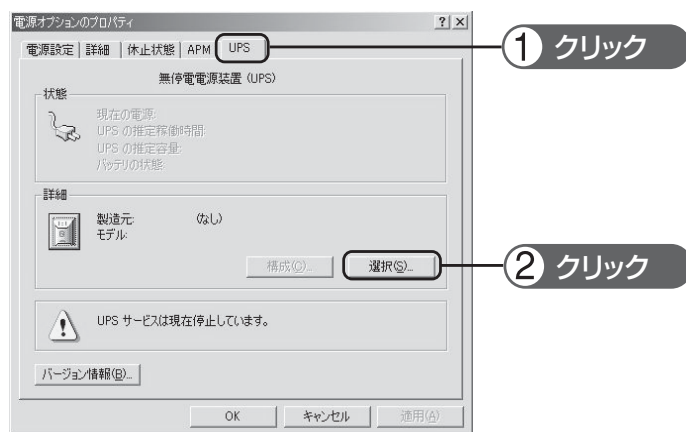 電源オプションのプロパティ
電源設定 詳細 休止状態 APM UPS
① クリック
無停電電源装置 (UPS)
状態
現在の電源:
UPS の推定稼働時間:
UPS の推定容量:
バッテリの状態:
詳細
製造元: (なし)
モデル:
構成(O)... 選択(S)...
② クリック
UPS サービスは現在停止しています。
バージョン情報(B)...
OK キャンセル 適用(A)